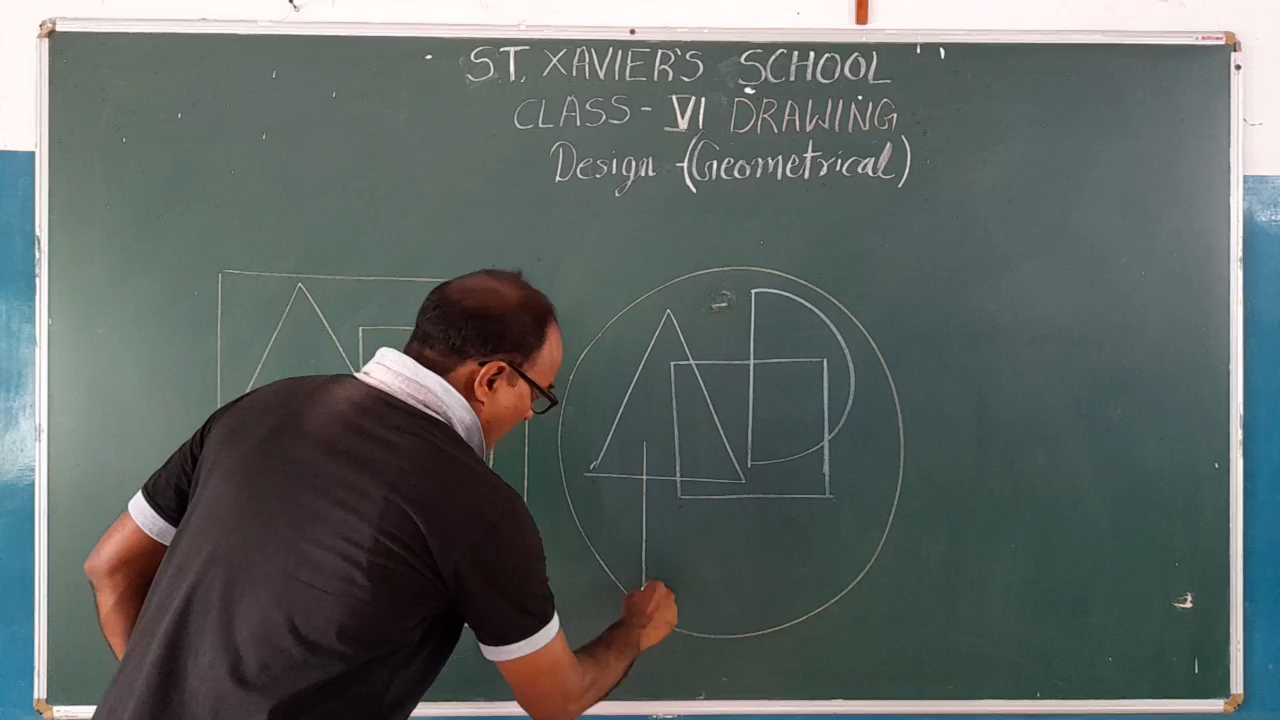 ST. XAVIER'S SCHOOL
CLASS - VI DRAWING
Design - (Geometrical)